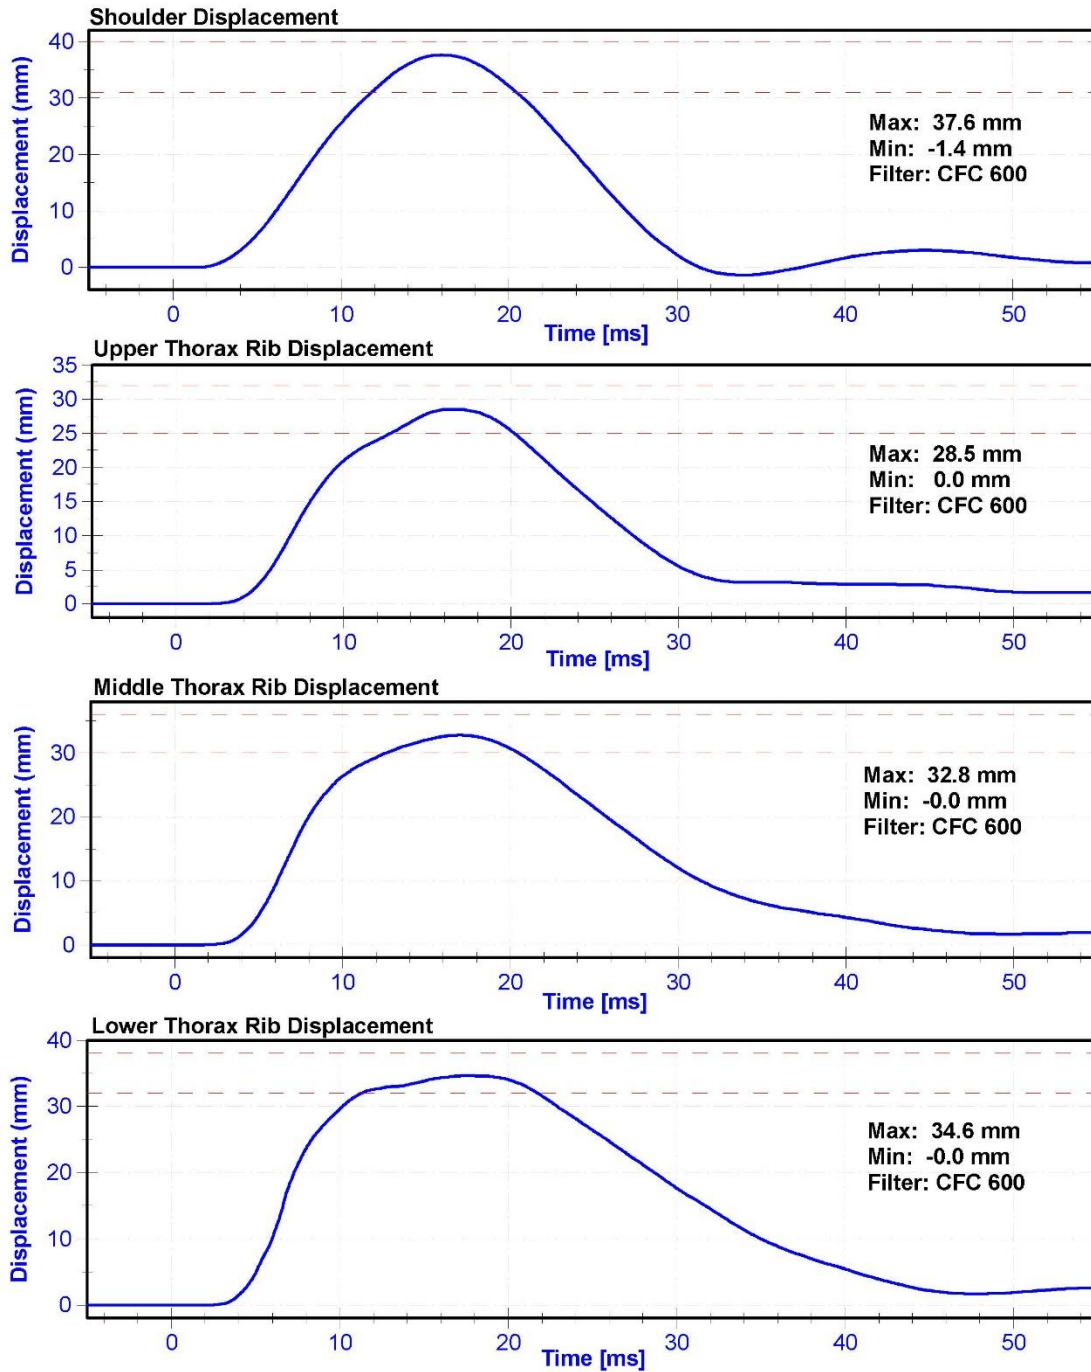 Shoulder Displacement
Displacement (mm)
40
30
20
10
0
Max: 37.6 mm
Min: -1.4 mm
Filter: CFC 600
0 10 20 30 40 50
Time [ms]
Upper Thorax Rib Displacement
Displacement (mm)
35
30
25
20
15
10
5
0
Max: 28.5 mm
Min: 0.0 mm
Filter: CFC 600
0 10 20 30 40 50
Time [ms]
Middle Thorax Rib Displacement
Displacement (mm)
30
20
10
0
Max: 32.8 mm
Min: -0.0 mm
Filter: CFC 600
0 10 20 30 40 50
Time [ms]
Lower Thorax Rib Displacement
Displacement (mm)
40
30
20
10
0
Max: 34.6 mm
Min: -0.0 mm
Filter: CFC 600
0 10 20 30 40 50
Time [ms]